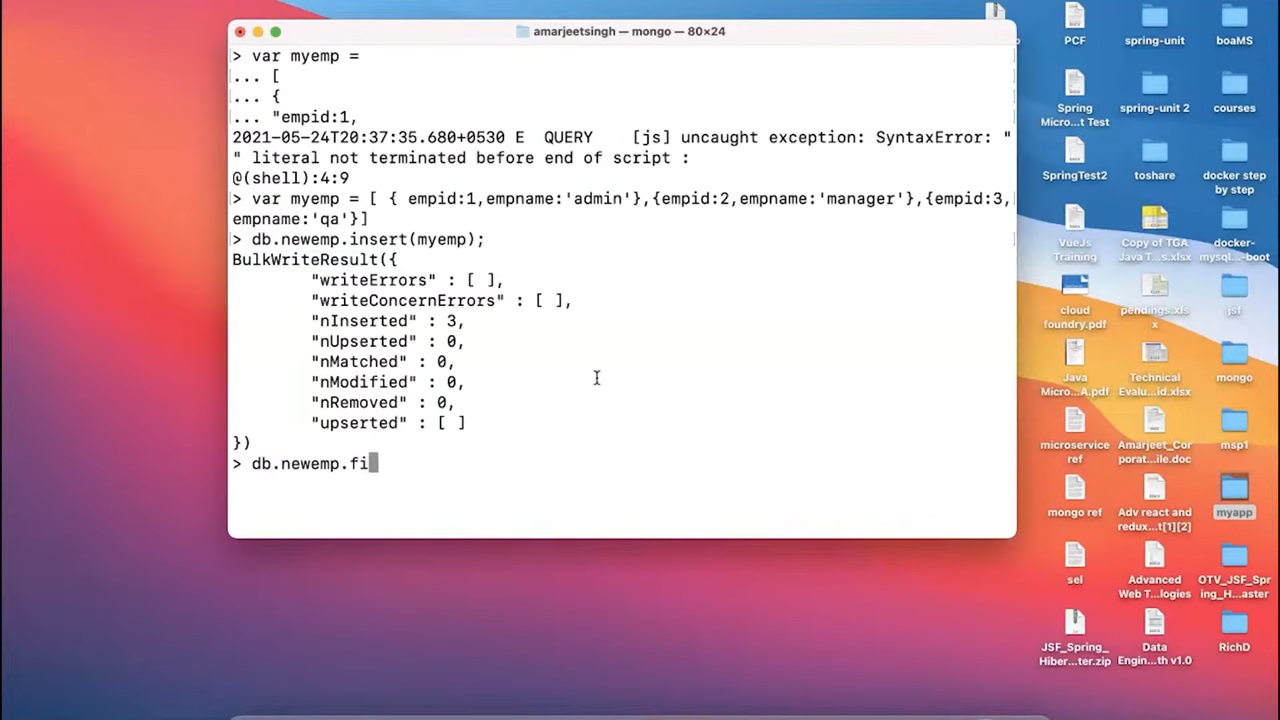 amarjeetsingh — mongo — 80×24
> var myemp =
... [
... {
... "empid:1,
2021-05-24T20:37:35.680+0530 E  QUERY    [js] uncaught exception: SyntaxError: "
" literal not terminated before end of script :
@(shell):4:9
> var myemp = [ { empid:1,empname:'admin'},{empid:2,empname:'manager'},{empid:3,
empname:'qa'}]
> db.newemp.insert(myemp);
BulkWriteResult({
"writeErrors" : [ ],
"writeConcernErrors" : [ ],
"nInserted" : 3,
"nUpserted" : 0,
"nMatched" : 0,
"nModified" : 0,
"nRemoved" : 0,
"upserted" : [ ]
})
> db.newemp.fi
PCF
spring-unit
boaMS
Spring
Micro...t Test
spring-unit 2
courses
SpringTest2
toshare
docker step
by step
VueJs
Training
Copy of TGA
Java T...s.xlsx
docker-
mysql...-boot
cloud
foundry.pdf
pendings.xls
x
jst
Java
Micro...A.pdf
Technical
Evalu...id.xlsx
mongo
microservice
ref
Amarjeet_Cor
porat...ile.doc
msp1
mongo ref
Adv react and
redux...t[1][2]
myapp
sel
Advanced
Web T...logies
OTV_JSF_Spr
ing_H...aster
JSF_Spring_
Hiber...ter.zip
Data
Engin...th v1.0
RichD